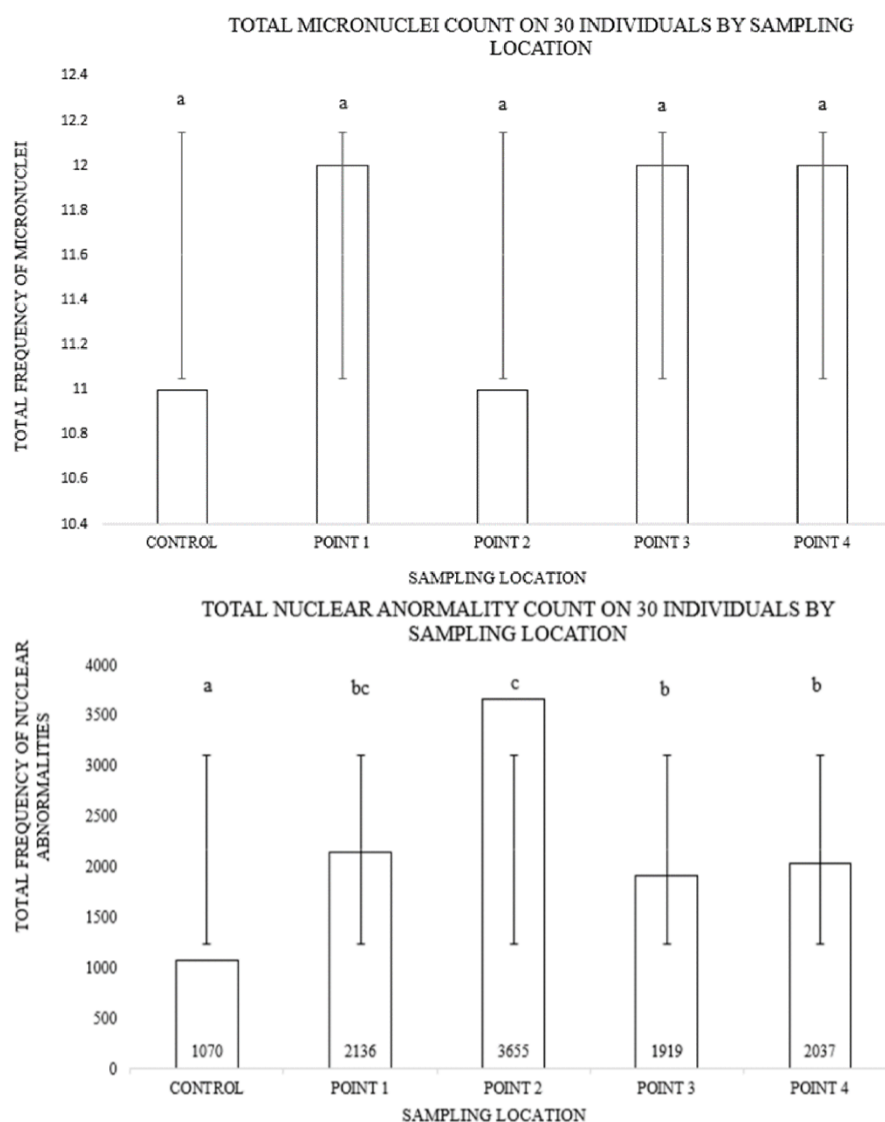 TOTAL MICRONUCLEI COUNT ON 30 INDIVIDUALS BY SAMPLING
LOCATION
TOTAL FREQUENCY OF MICRONUCLEI
12.4
12.2
12
11.8
11.6
11.4
11.2
11
10.8
10.6
10.4
a
a
a
a
a
CONTROL
POINT 1
POINT 2
POINT 3
POINT 4
SAMPLING LOCATION
TOTAL NUCLEAR ANORMALITY COUNT ON 30 INDIVIDUALS BY
SAMPLING LOCATION
TOTAL FREQUENCY OF NUCLEAR
ABNORMALITIES
4000
3500
3000
2500
2000
1500
1000
500
0
a
bc
c
b
b
1070
2136
3655
1919
2037
CONTROL
POINT 1
POINT 2
POINT 3
POINT 4
SAMPLING LOCATION